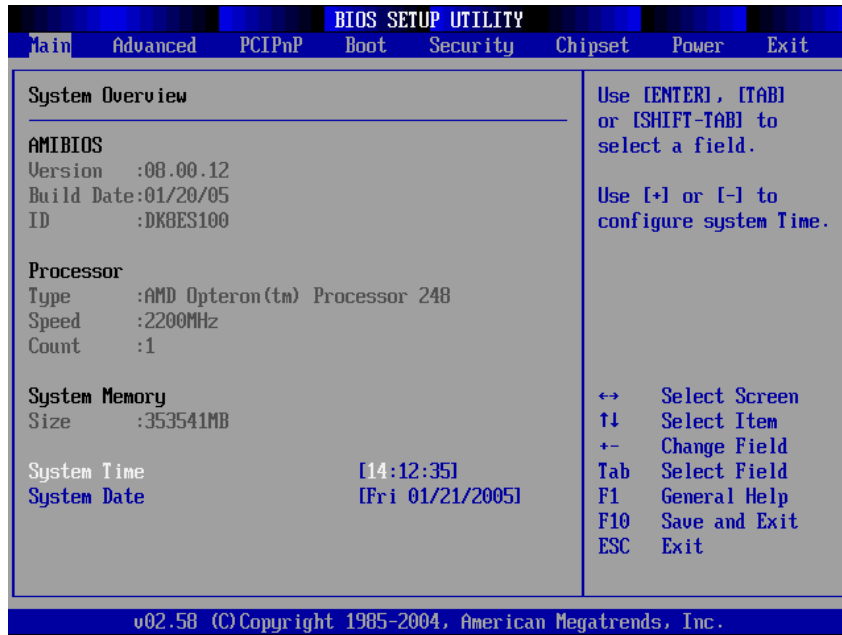 BIOS SETUP UTILITY
Main Advanced PCIPnP Boot Security Chipset Power Exit
System Overview
AMIBIOS
Version :08.00.12
Build Date:01/20/05
ID :DK8ES100
Processor
Type :AMD Opteron(tm) Processor 248
Speed :2200MHz
Count :1
System Memory
Size :353541MB
System Time [14:12:35]
System Date [Fri 01/21/2005]
Use [ENTER], [TAB]
or [SHIFT-TAB] to
select a field.
Use [+] or [-] to
configure system Time.
↔ Select Screen
↑↓ Select Item
+- Change Field
Tab Select Field
F1 General Help
F10 Save and Exit
ESC Exit
v02.58 (C)Copyright 1985-2004, American Megatrends, Inc.